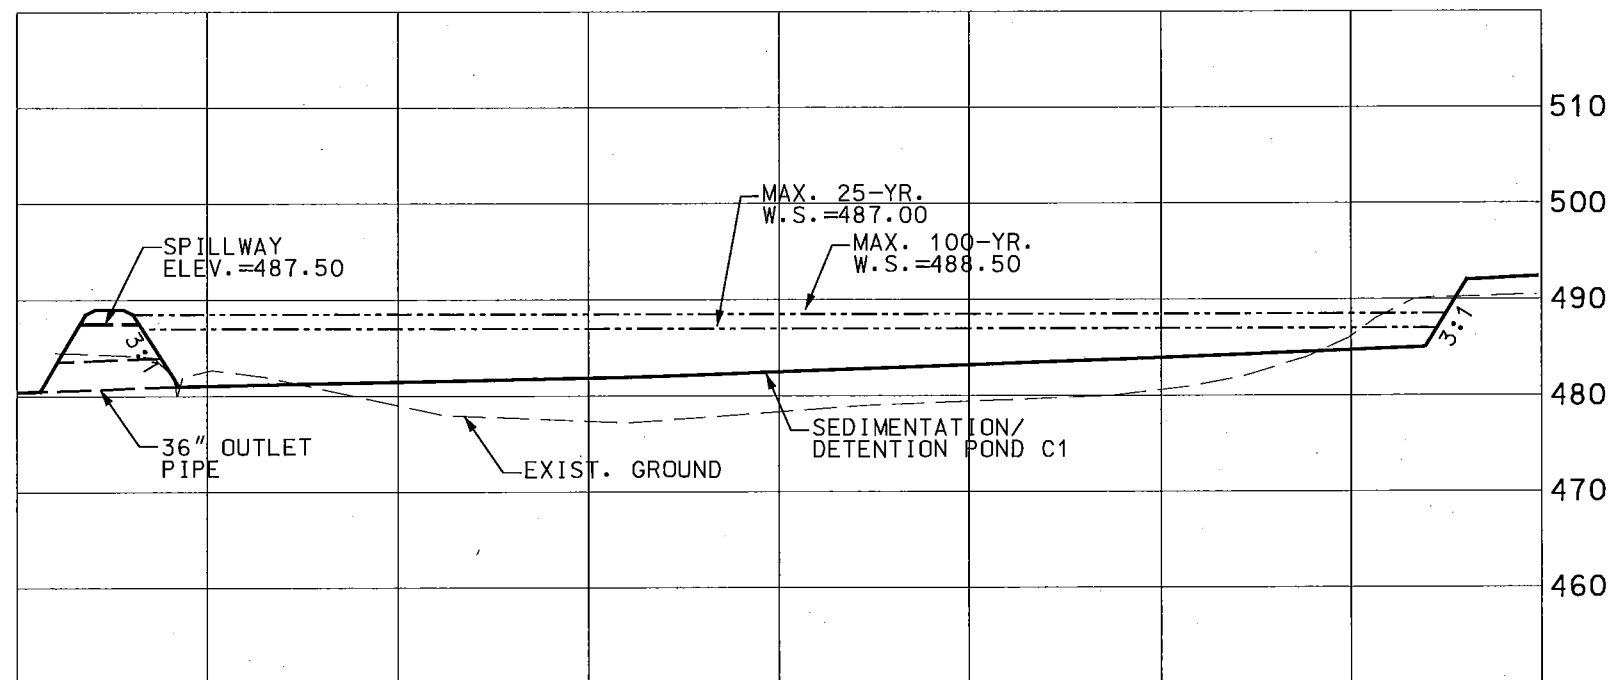 510
MAX. 25-YR.
W.S.=487.00
500
SPILLWAY
ELEV.=487.50
MAX. 100-YR.
W.S.=488.50
490
3:1
3:1
480
SEDIMENTATION/
DETENTION POND C1
36" OUTLET
PIPE
EXIST. GROUND
470
460